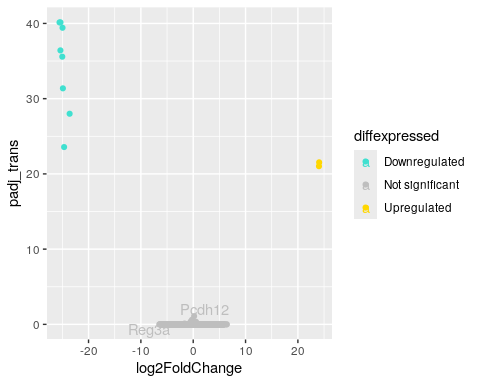 40
30
20
10
0
-20
-10
0
10
20
padj_trans
log2FoldChange
Pcdh12
Reg3a
diffexpressed
a Downregulated
a Not significant
a Upregulated